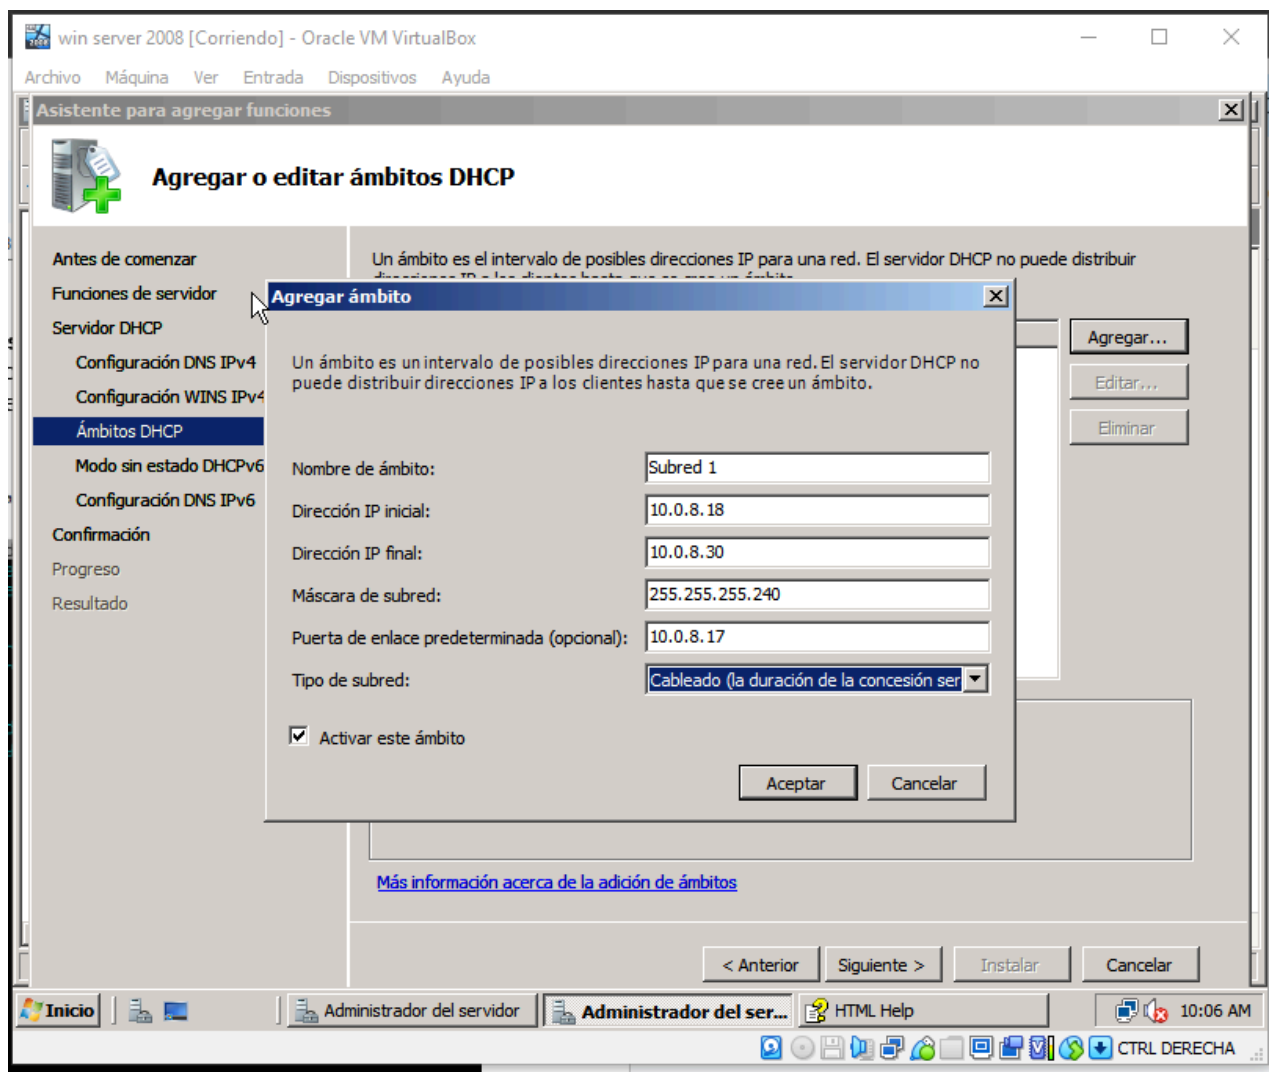 win server 2008 [Corriendo] - Oracle VM VirtualBox
Archivo Máquina Ver Entrada Dispositivos Ayuda
Asistente para agregar funciones
Agregar o editar ámbitos DHCP
Antes de comenzar
Funciones de servidor
Servidor DHCP
Configuración DNS IPv4
Configuración WINS IPv4
Ámbitos DHCP
Modo sin estado DHCPv6
Configuración DNS IPv6
Confirmación
Progreso
Resultado
Un ámbito es el intervalo de posibles direcciones IP para una red. El servidor DHCP no puede distribuir
Agregar ámbito
Un ámbito es un intervalo de posibles direcciones IP para una red. El servidor DHCP no
puede distribuir direcciones IP a los clientes hasta que se cree un ámbito.
Nombre de ámbito: Subred 1
Dirección IP inicial: 10.0.8.18
Dirección IP final: 10.0.8.30
Máscara de subred: 255.255.255.240
Puerta de enlace predeterminada (opcional): 10.0.8.17
Tipo de subred: Cableado (la duración de la concesión ser
Activar este ámbito
Aceptar Cancelar
Agregar...
Editar...
Eliminar
Más información acerca de la adición de ámbitos
< Anterior Siguiente > Instalar Cancelar
Inicio Administrador del servidor Administrador del ser... HTML Help 10:06 AM
CTRL DERECHA